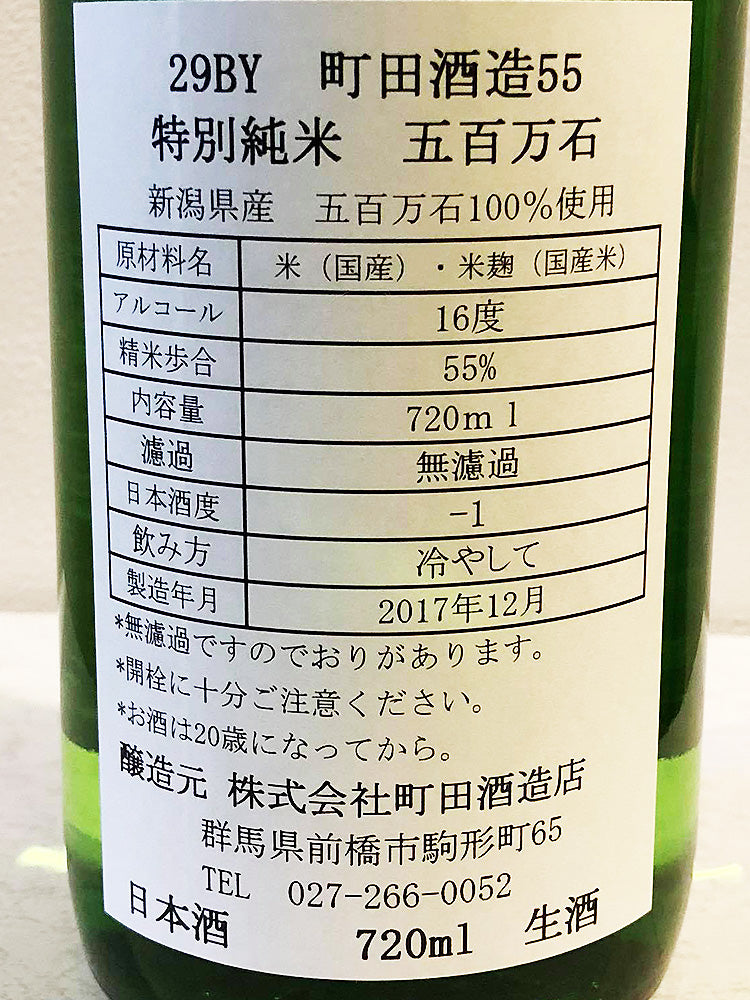 29BY 町田酒造55
特別純米 五百万石
新潟県産 五百万石100%使用
原材料名 米（国産）・米麹（国産米）
アルコール 16度
精米歩合 55%
内容量 720ml
濾過 無濾過
日本酒度 -1
飲み方 冷やして
製造年月 2017年12月
*無濾過ですのでおりがあります。
*開栓に十分ご注意ください。
*お酒は20歳になってから。
醸造元 株式会社町田酒造店
群馬県前橋市駒形町65
TEL 027-266-0052
日本酒 720ml 生酒